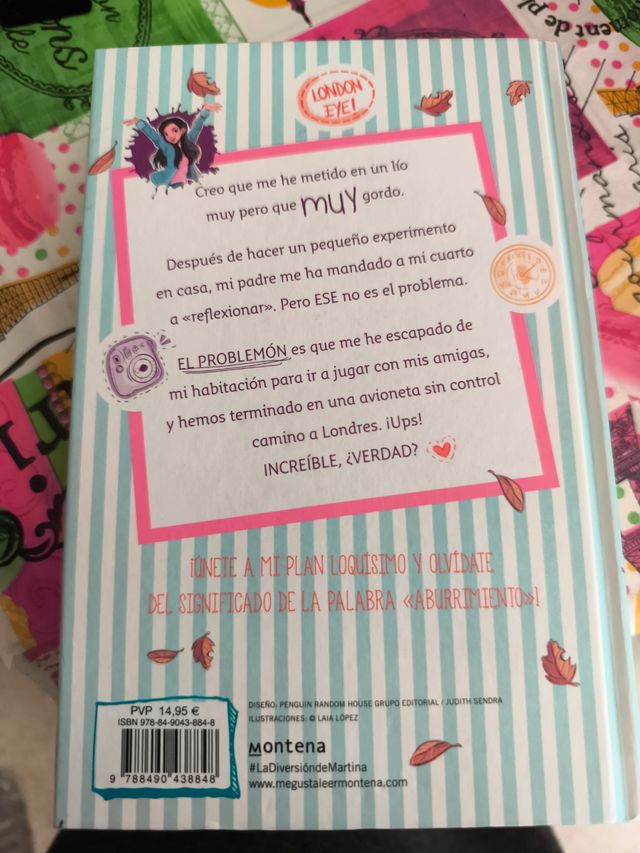 LONDON
EYE!
Creo que me he metido en un lío
muy pero que muy gordo.
Después de hacer un pequeño experimento
en casa, mi padre me ha mandado a mi cuarto
a «reflexionar». Pero ESE no es el problema.
EL PROBLEMÓN es que me he escapado de
mi habitación para ir a jugar con mis amigas,
y hemos terminado en una avioneta sin control
camino a Londres. ¡Ups!
INCREÍBLE, ¿VERDAD?
¡ÚNETE A MI PLAN LOQUÍSIMO Y OLVÍDATE
DEL SIGNIFICADO DE LA PALABRA «ABURRIMIENTO»!
PVP 14,95 €
ISBN 978-84-9043-884-8
9 788490 438848
DISEÑO: PENGUIN RANDOM HOUSE GRUPO EDITORIAL / JUDITH SENDRA
ILUSTRACIONES: © LAIA LÓPEZ
montena
#LaDiversióndeMartina
www.megustaleermontena.com